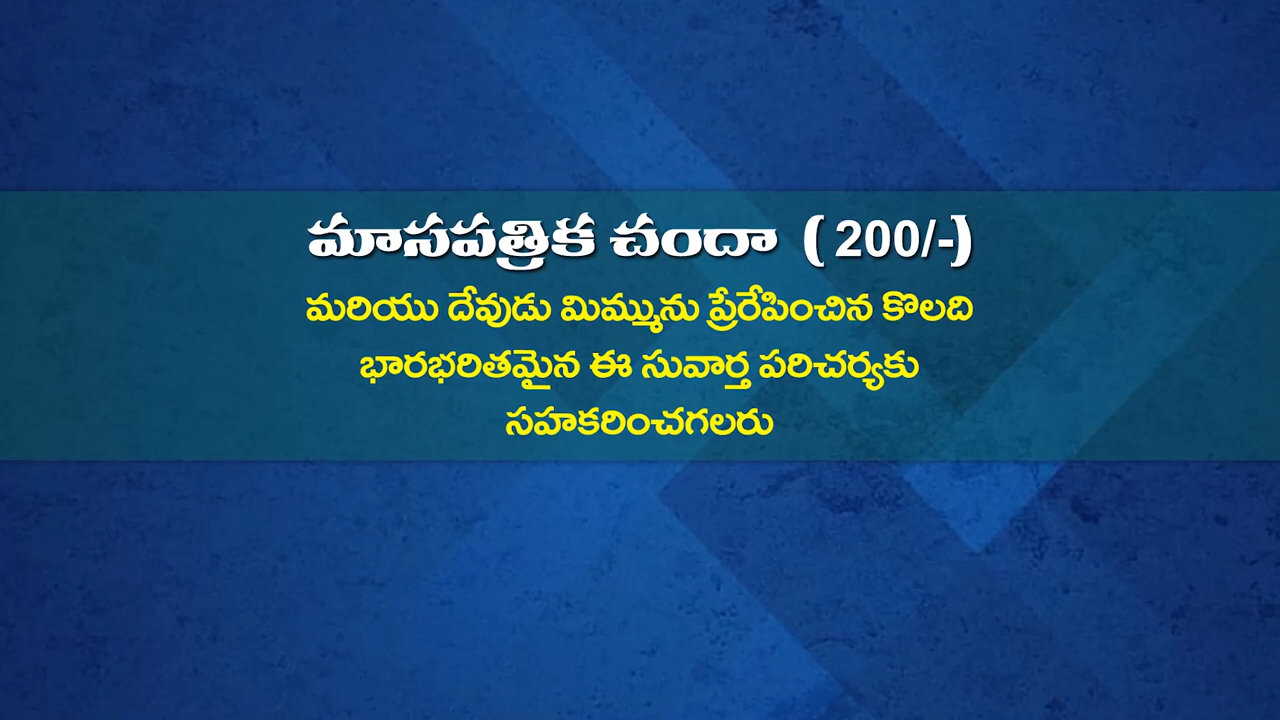 మాసపత్రిక చందా ( 200/-)
మరియు దేవుడు మిమ్మును ప్రేరేపించిన కొలది
భారభరితమైన ఈ సువార్త పరిచర్యకు
సహకరించగలరు